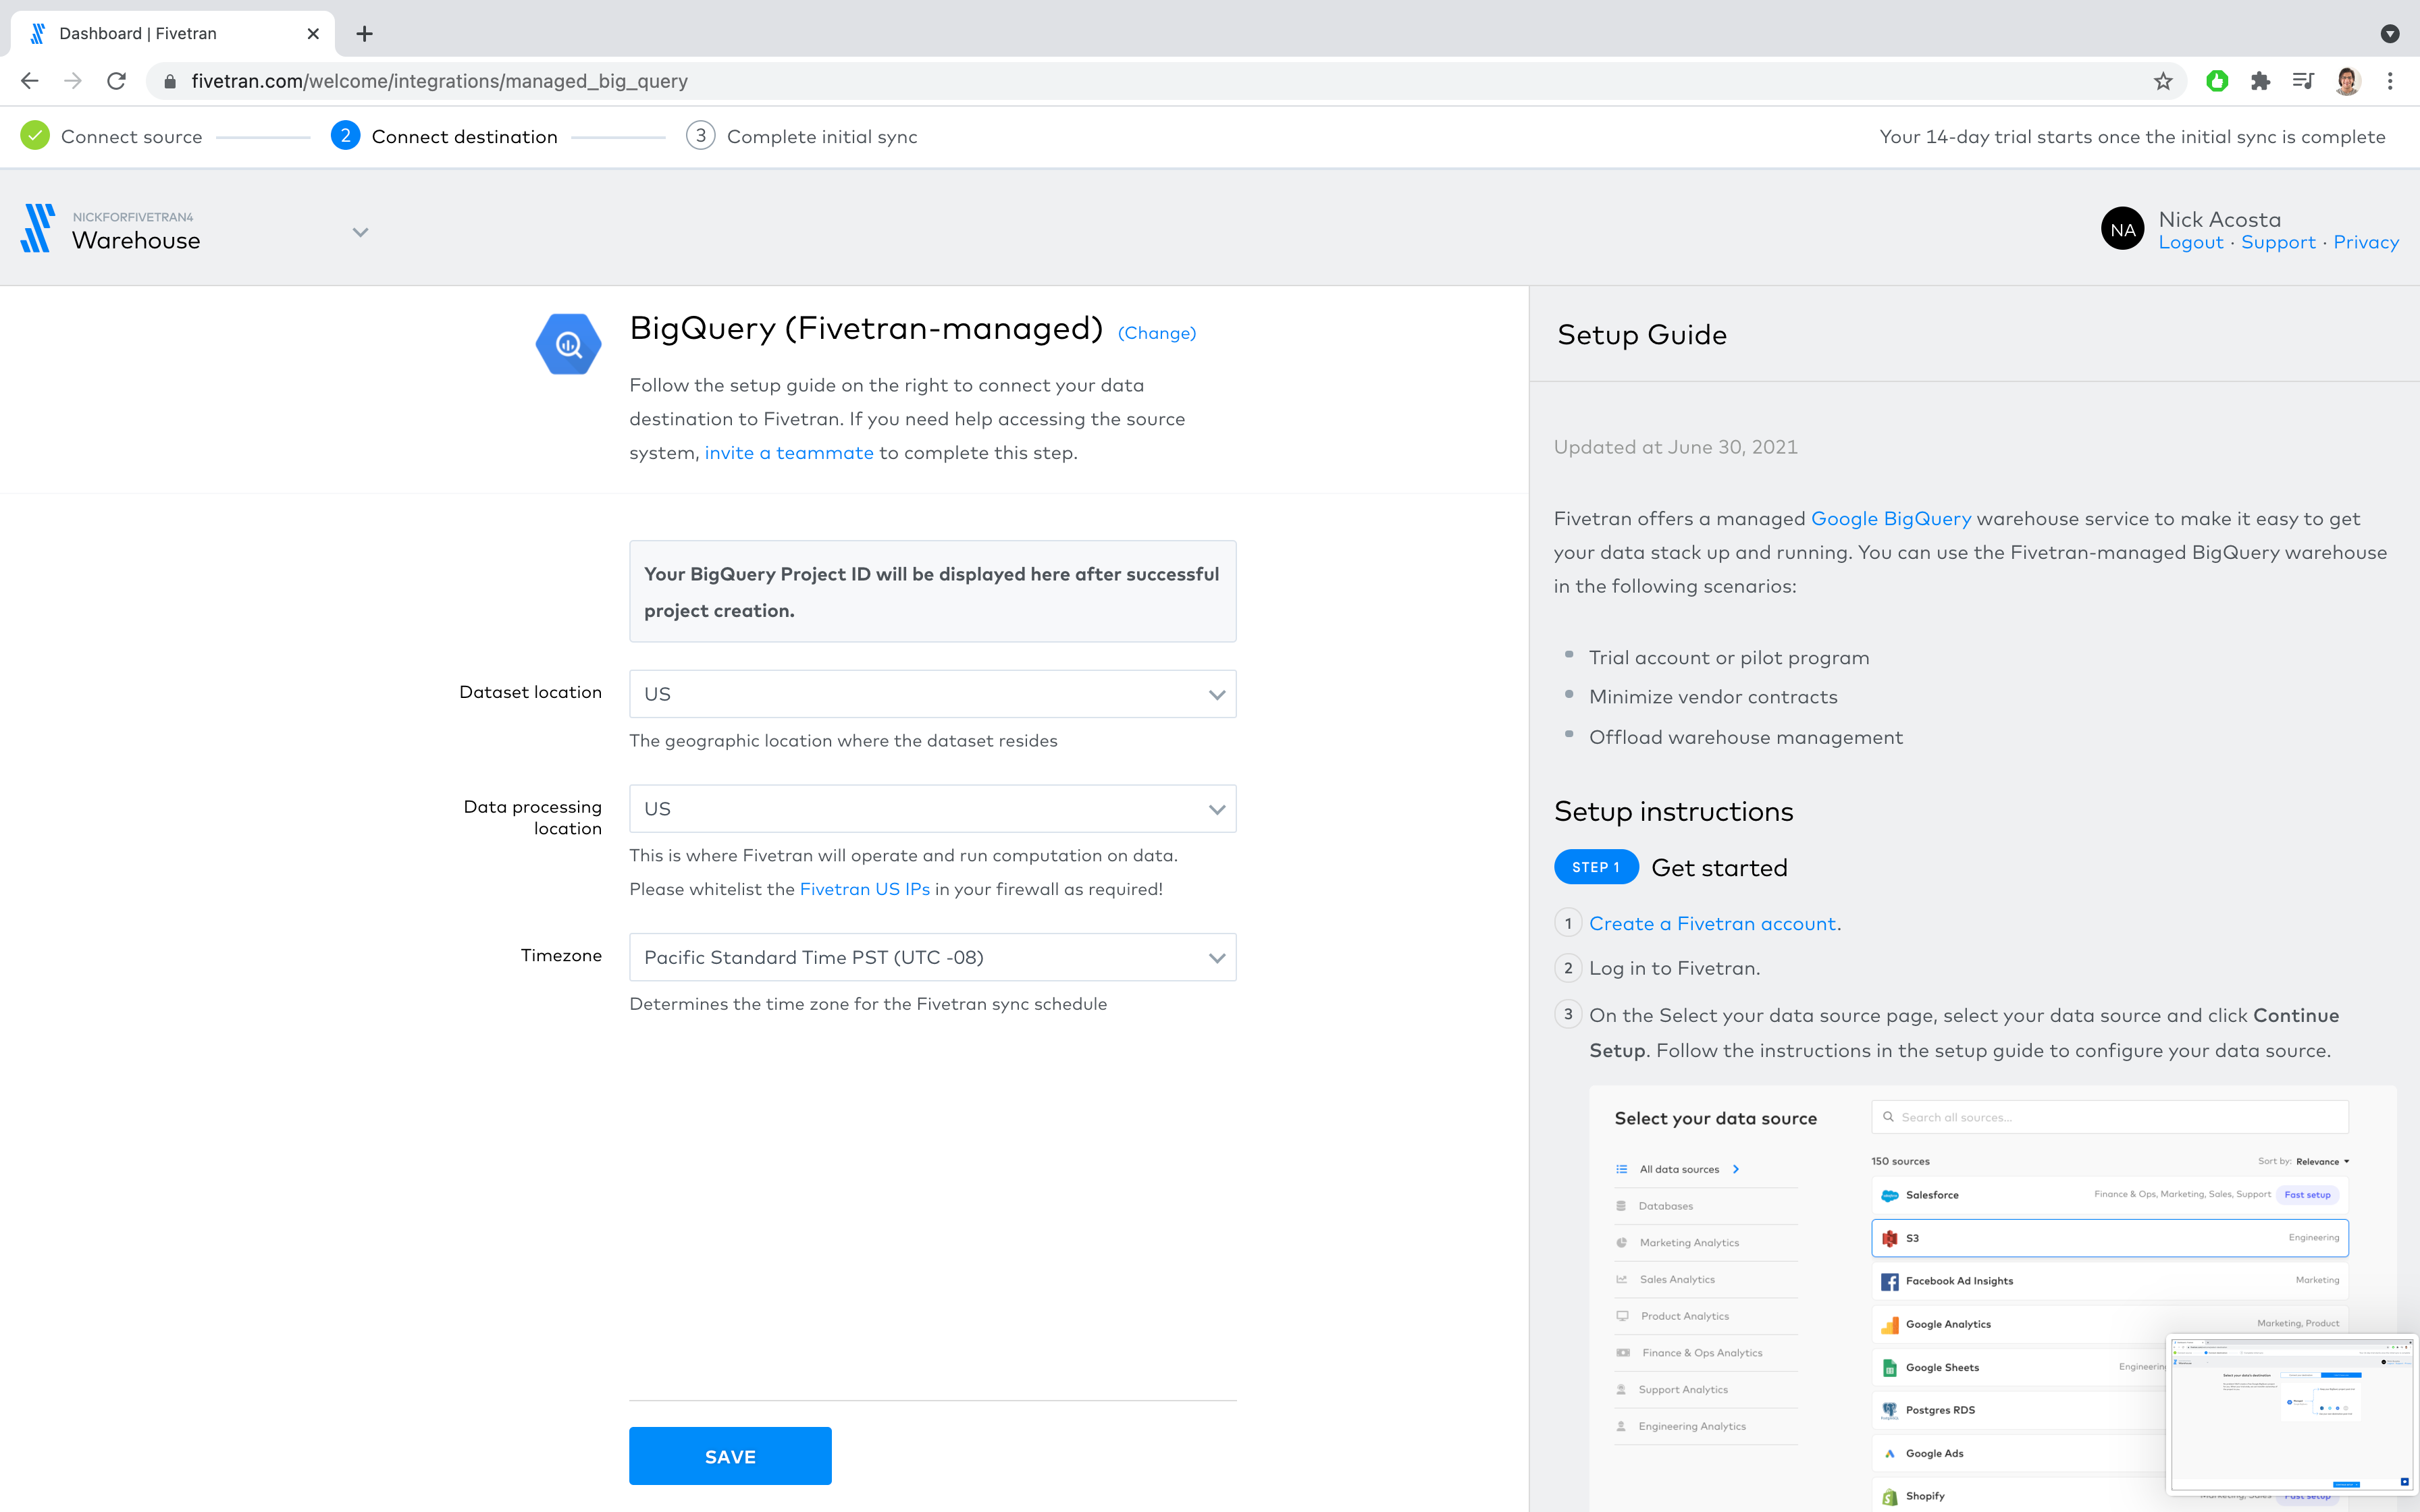 Dashboard | Fivetran
fivetran.com/welcome/integrations/managed_big_query
Connect source
2 Connect destination
3 Complete initial sync
Your 14-day trial starts once the initial sync is complete
NICKFORFIVETRAN4
Warehouse
NA
Nick Acosta
Logout · Support · Privacy
BigQuery (Fivetran-managed) (Change)
Follow the setup guide on the right to connect your data
destination to Fivetran. If you need help accessing the source
system, invite a teammate to complete this step.
Your BigQuery Project ID will be displayed here after successful
project creation.
Dataset location
US
The geographic location where the dataset resides
Data processing
location
US
This is where Fivetran will operate and run computation on data.
Please whitelist the Fivetran US IPs in your firewall as required!
Timezone
Pacific Standard Time PST (UTC -08)
Determines the time zone for the Fivetran sync schedule
SAVE
Setup Guide
Updated at June 30, 2021
Fivetran offers a managed Google BigQuery warehouse service to make it easy to get
your data stack up and running. You can use the Fivetran-managed BigQuery warehouse
in the following scenarios:
Trial account or pilot program
Minimize vendor contracts
Offload warehouse management
Setup instructions
STEP 1 Get started
1 Create a Fivetran account.
2 Log in to Fivetran.
3 On the Select your data source page, select your data source and click Continue
Setup. Follow the instructions in the setup guide to configure your data source.
Select your data source
Search all sources...
All data sources
Databases
Marketing Analytics
Sales Analytics
Product Analytics
Finance & Ops Analytics
Support Analytics
Engineering Analytics
150 sources
Sort by: Relevance
Salesforce
Finance & Ops, Marketing, Sales, Support
Fast setup
S3
Engineering
Facebook Ad Insights
Marketing
Google Analytics
Marketing, Product
Google Sheets
Engineering
Postgres RDS
Google Ads
Shopify
Marketing, Sales
Fast setup
Select your data's destination